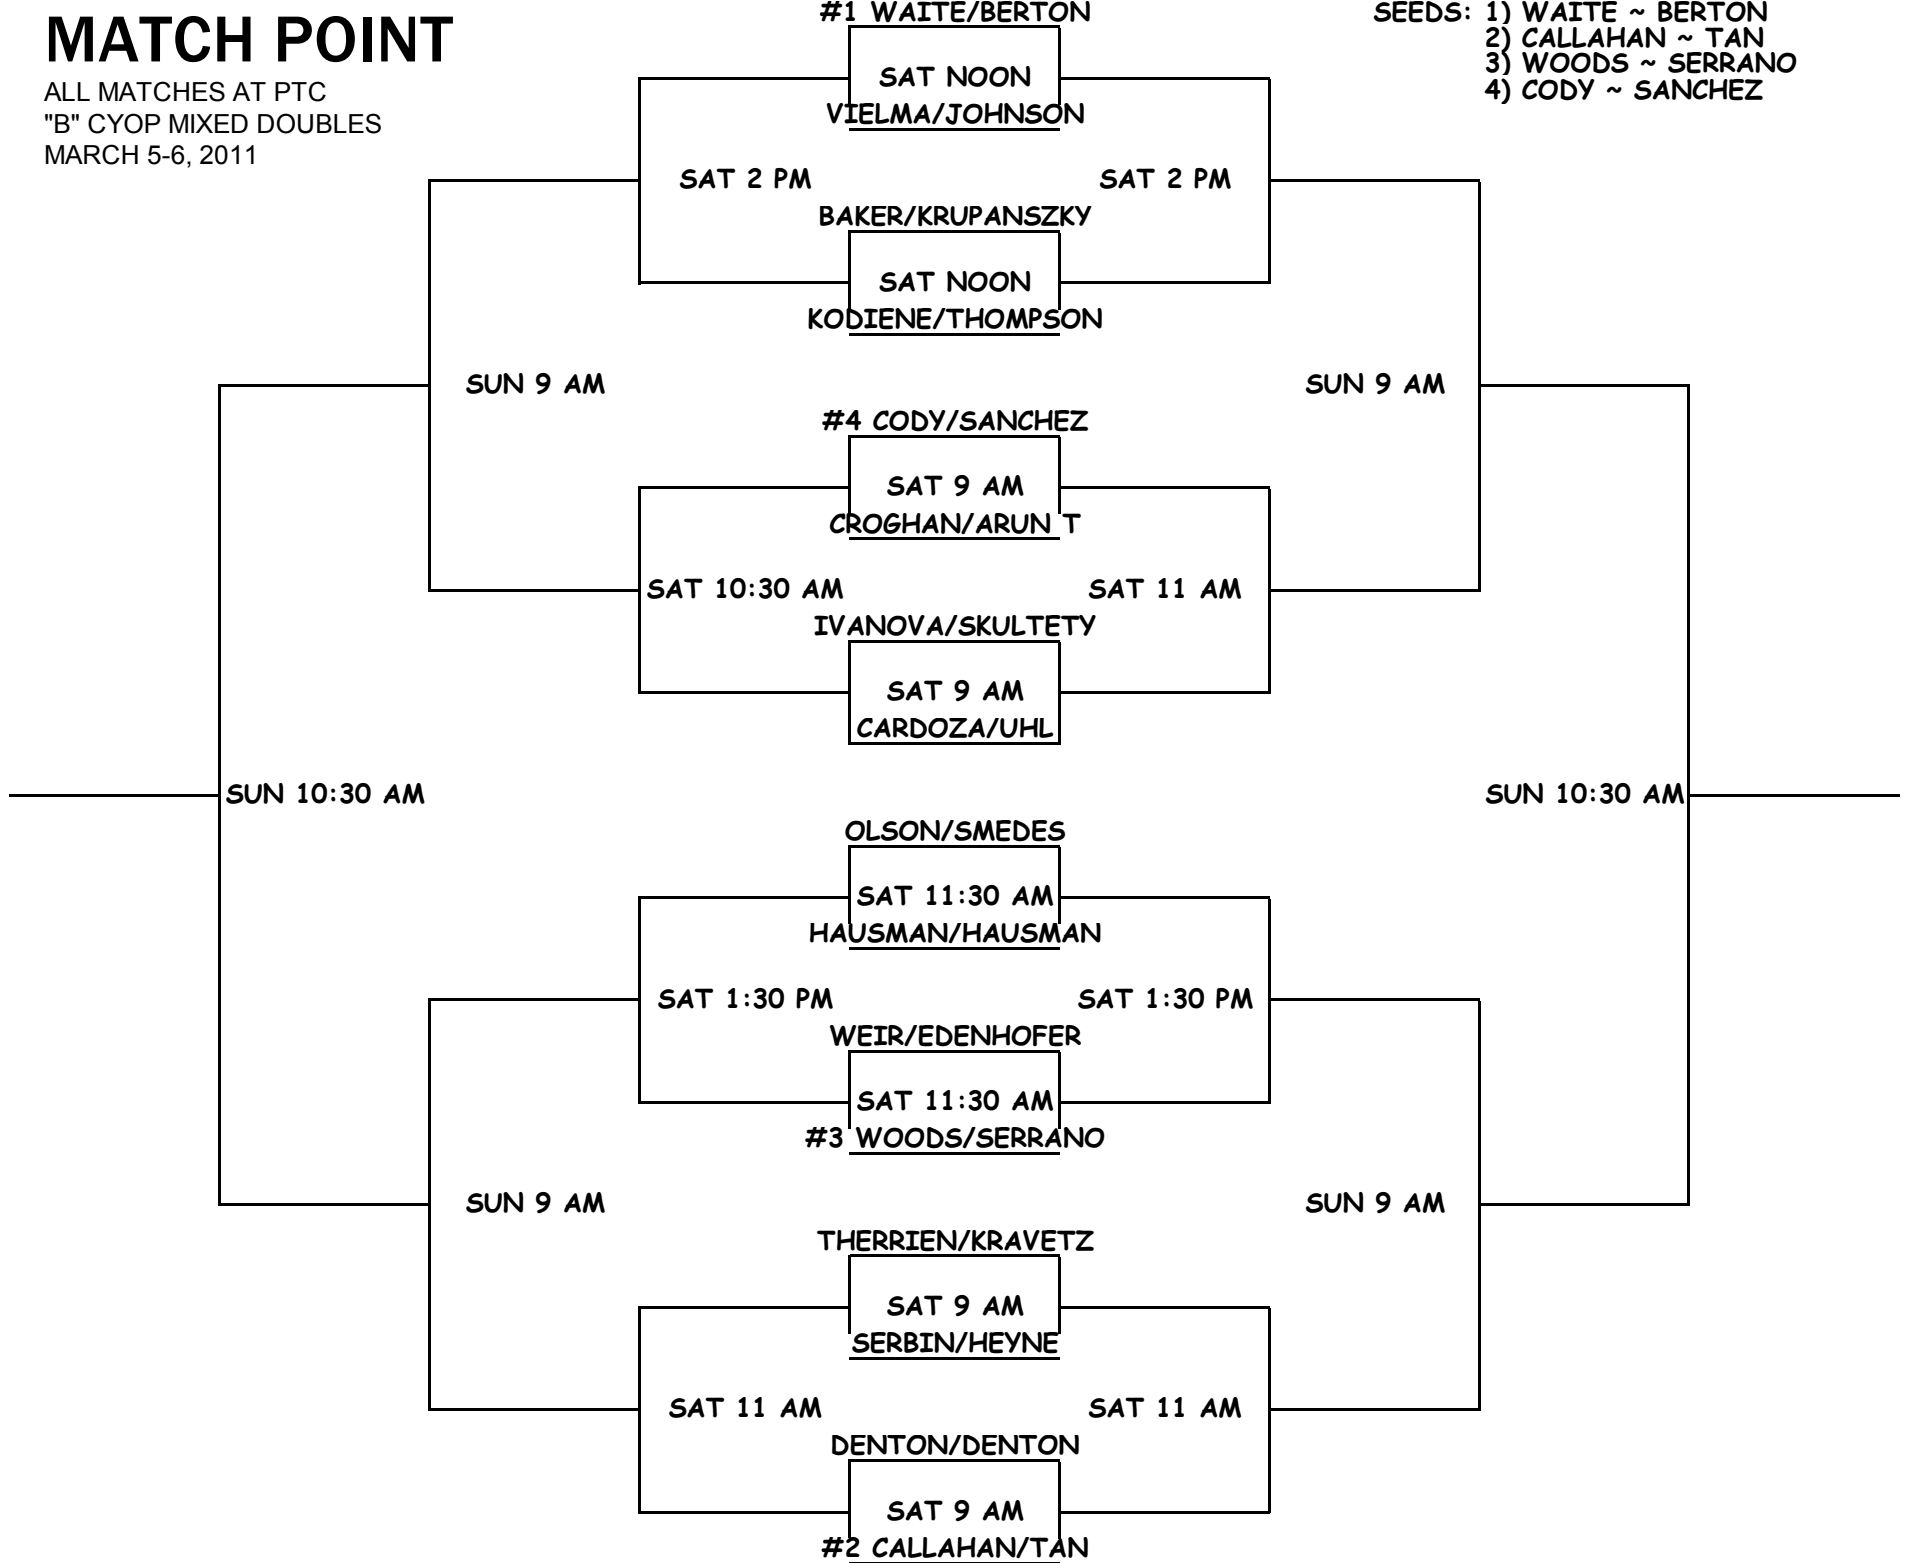 #1 WAITE/BERTON
SEEDS: 1) WAITE ~ BERTON
MATCH POINT
2) CALLAHAN ~ TAN
3) WOODS ~ SERRANO
4) CODY ~ SANCHEZ
ALL MATCHES AT PTC
"B" CYOP MIXED DOUBLES
MARCH 5-6, 2011
SAT NOON
VIELMA/JOHNSON
SAT 2 PM
SAT 2 PM
BAKER/KRUPANSZKY
SAT NOON
KODIENE/THOMPSON
SUN 9 AM
SUN 9 AM
#4 CODY/SANCHEZ
SAT 9 AM
CROGHAN/ARUN T
SAT 10:30 AM
SAT 11 AM
IVANOVA/SKULTETY
SAT 9 AM
CARDOZA/UHL
SUN 10:30 AM
SUN 10:30 AM
OLSON/SMEDES
SAT 11:30 AM
HAUSMAN/HAUSMAN
SAT 1:30 PM
SAT 1:30 PM
WEIR/EDENHOFER
SAT 11:30 AM
#3 WOODS/SERRANO
SUN 9 AM
SUN 9 AM
THERRIEN/KRAVETZ
SAT 9 AM
SERBIN/HEYNE
SAT 11 AM
SAT 11 AM
DENTON/DENTON
SAT 9 AM
#2 CALLAHAN/TAN